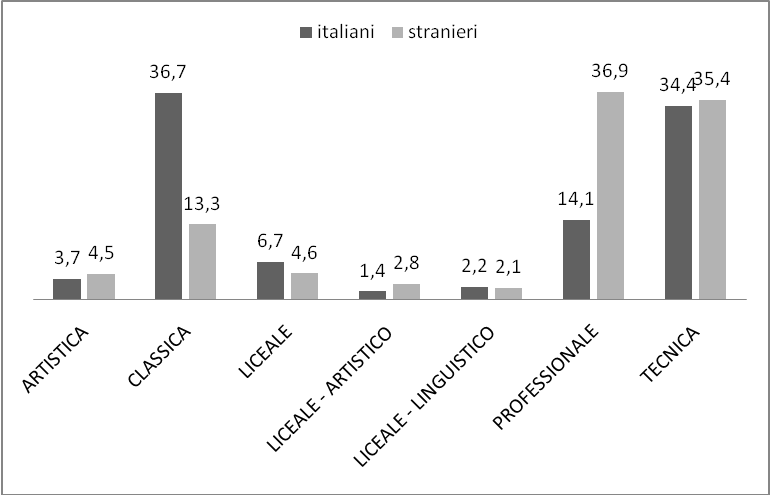 italiani stranieri
36,7 36,9 34,4 35,4
13,3 14,1
3,7 4,5 6,7 4,6 1,4 2,8 2,2 2,1
ARTISTICA
CLASSICA
LICEALE
LICEALE - ARTISTICO
LICEALE - LINGUISTICO
PROFESSIONALE
TECNICA